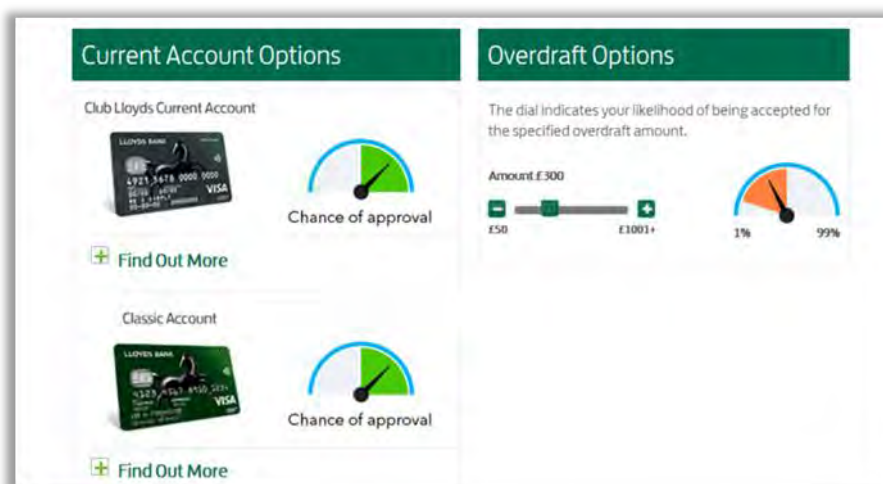 Current Account Options
Club Lloyds Current Account
LLOYDS BANK
VISA
Chance of approval
Find Out More
Classic Account
LLOYDS BANK
VISA
Chance of approval
Find Out More
Overdraft Options
The dial indicates your likelihood of being accepted for
the specified overdraft amount.
Amount £300
£50 £1001+
1% 99%